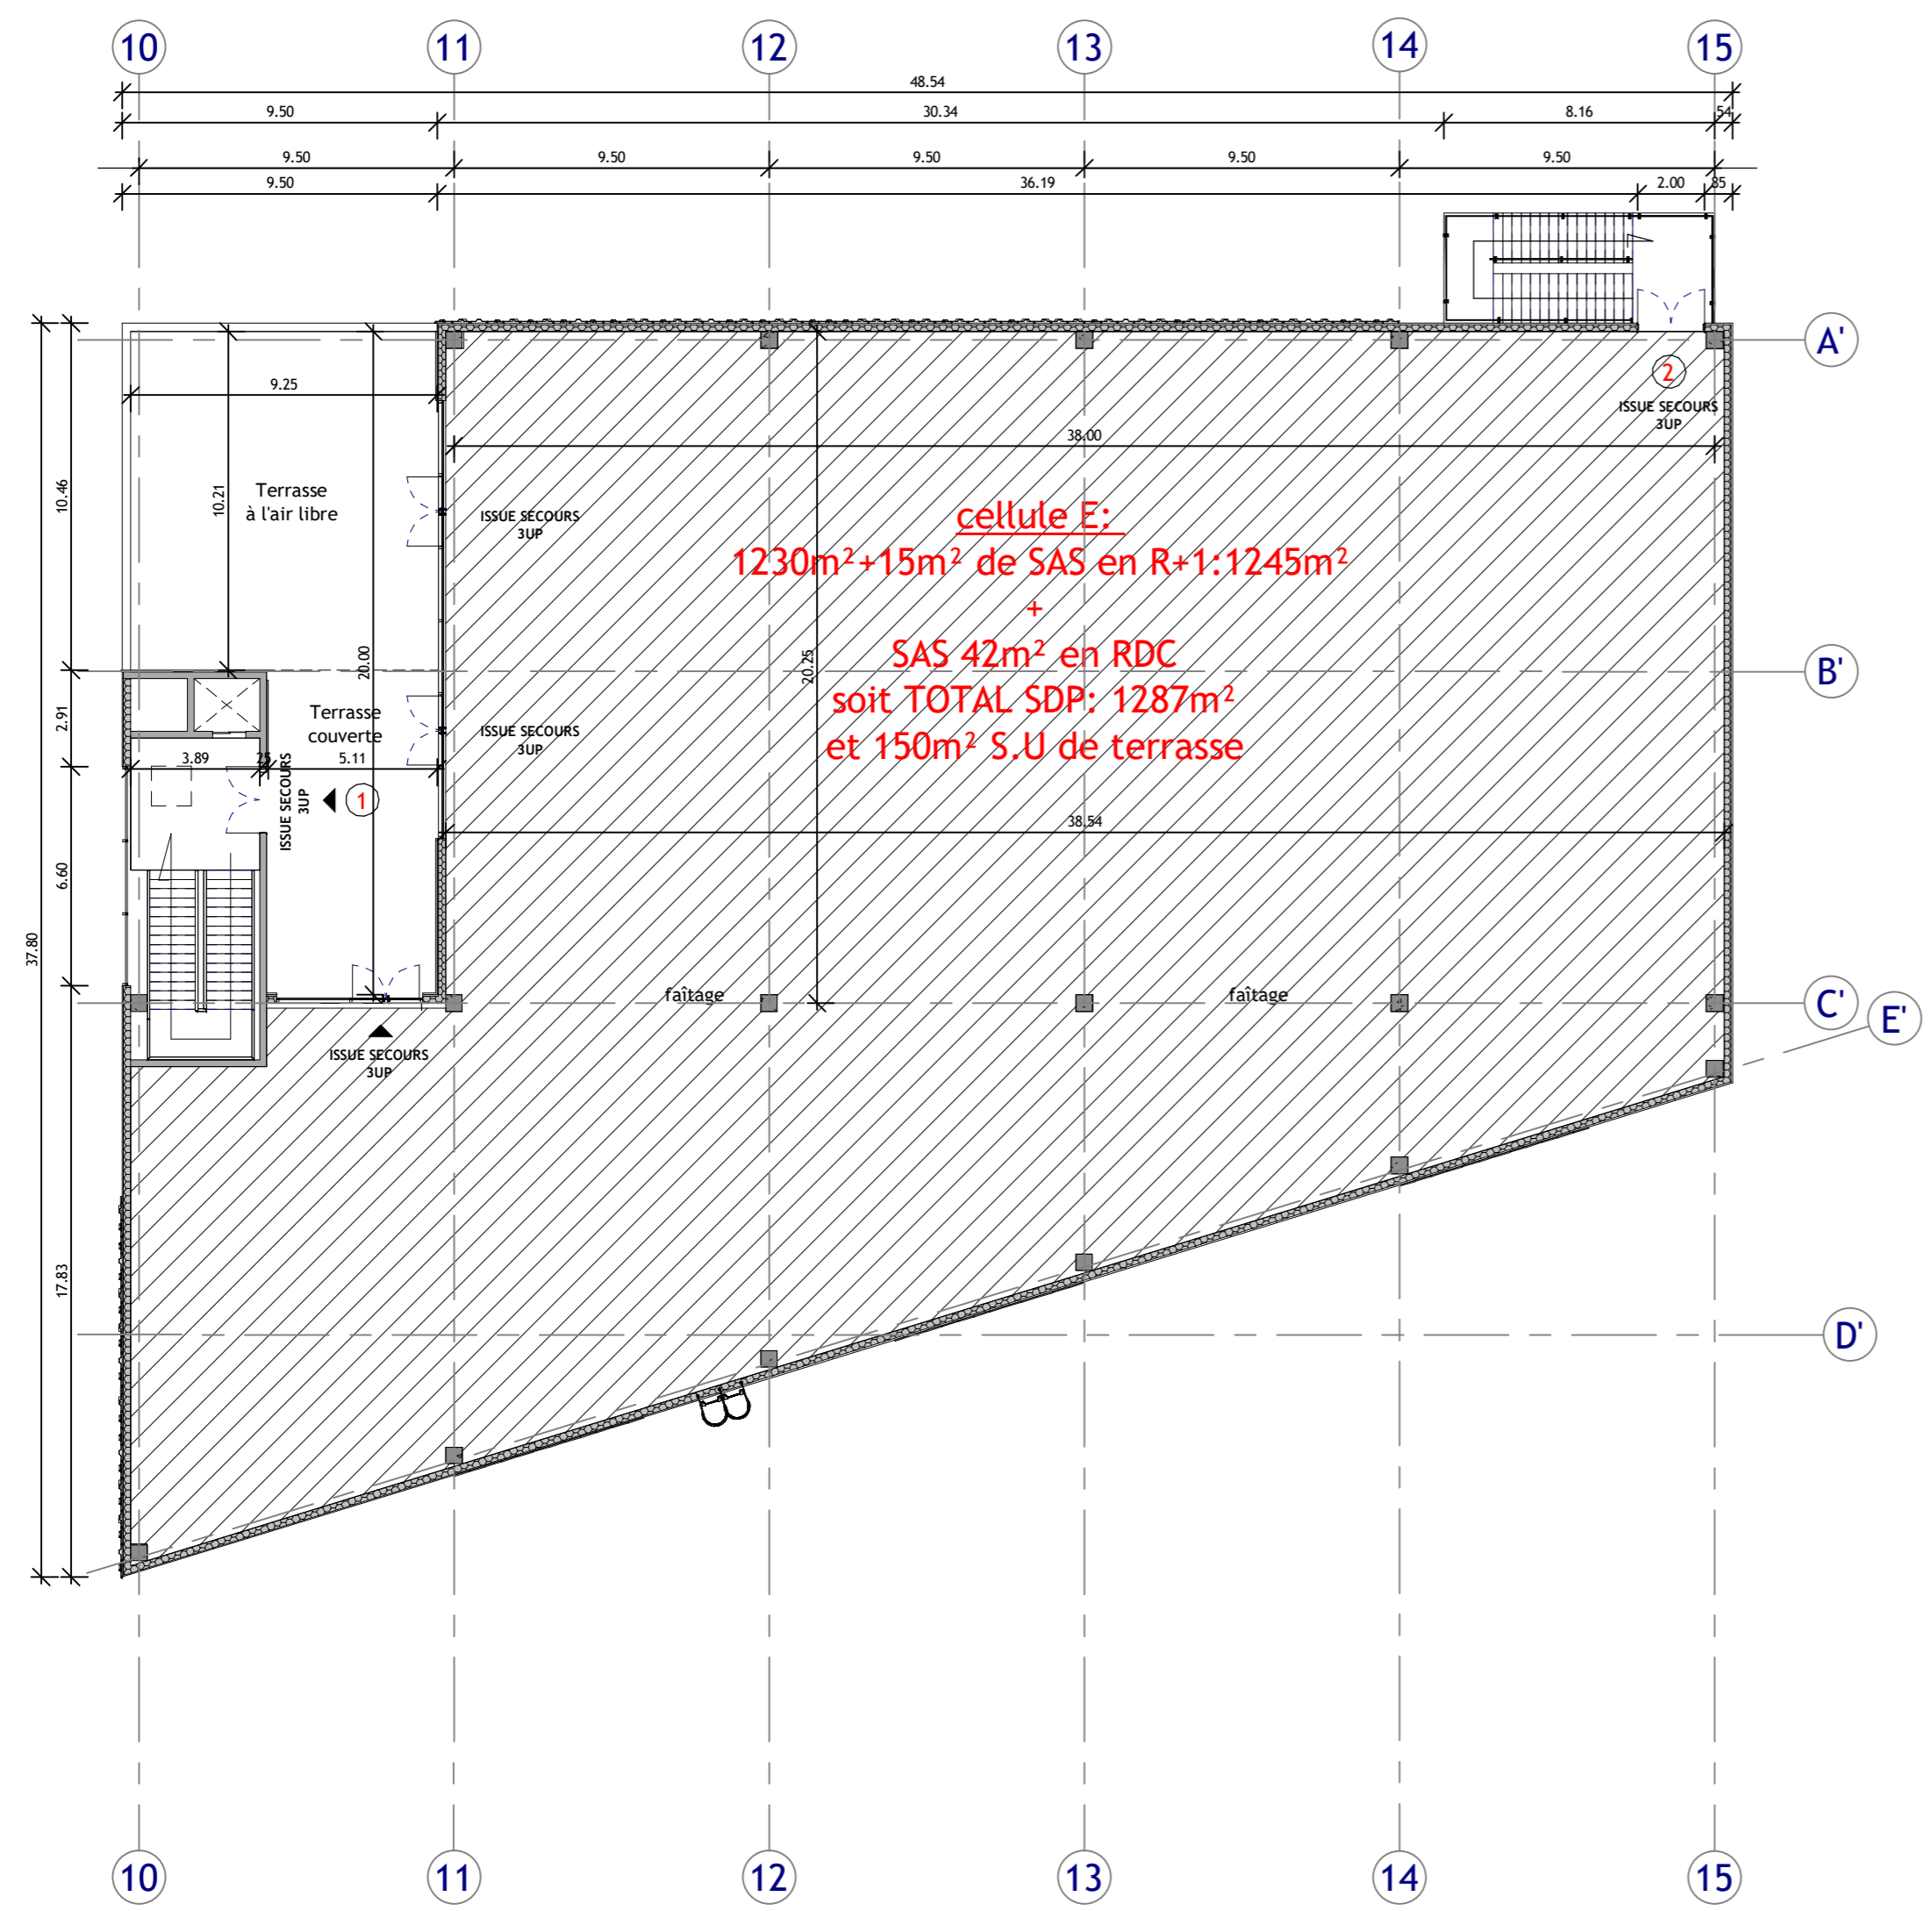 10
11
12
13
14
15
48.54
9.50
30.34
8.16
54
9.50
9.50
9.50
9.50
9.50
9.50
36.19
2.00
85
A'
2
ISSUE SECOURS
3UP
9.25
38.00
10.46
10.21
Terrasse
à l'air libre
ISSUE SECOURS
3UP
cellule E:
1230m²+15m² de SAS en R+1:1245m²
+
SAS 42m² en RDC
soit TOTAL SDP: 1287m²
et 150m² S.U de terrasse
20.00
20.25
B'
2.91
Terrasse
couverte
ISSUE SECOURS
3UP
3.89
25
5.11
ISSUE SECOURS
3UP
1
38.54
6.60
37.80
faîtage
faîtage
C'
E'
ISSUE SECOURS
3UP
17.83
D'
10
11
12
13
14
15